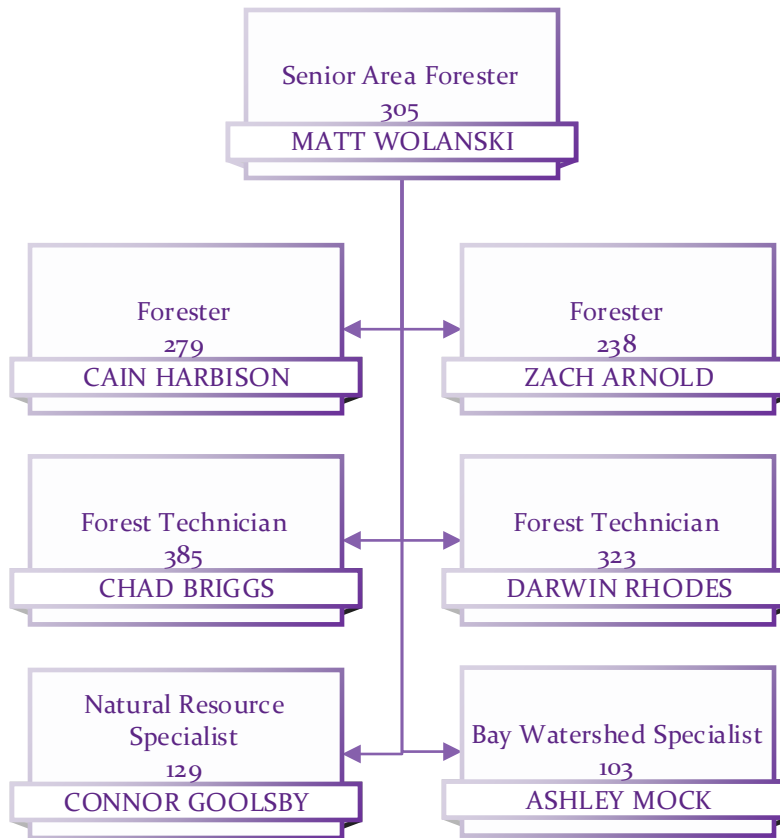 Senior Area Forester
305
MATT WOLANSKI
Forester
279
CAIN HARBISON
Forester
238
ZACH ARNOLD
Forest Technician
385
CHAD BRIGGS
Forest Technician
323
DARWIN RHODES
Natural Resource
Specialist
129
CONNOR GOOLSBY
Bay Watershed Specialist
103
ASHLEY MOCK